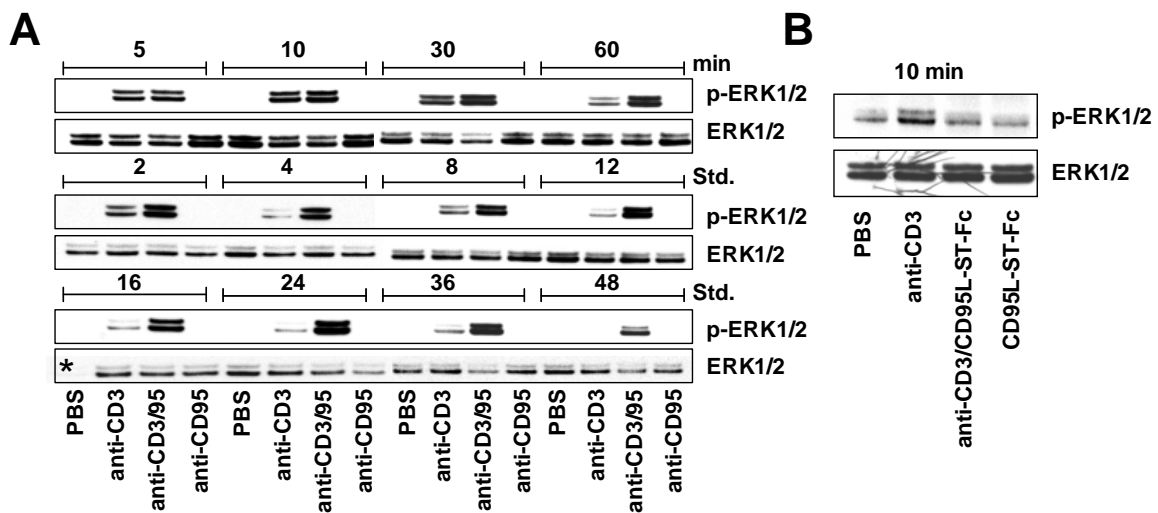 A
5 10 30 60 min
p-ERK1/2
ERK1/2
2 4 8 12 Std.
p-ERK1/2
ERK1/2
16 24 36 48 Std.
p-ERK1/2
* ERK1/2
PBS anti-CD3 anti-CD3/95 anti-CD95 PBS anti-CD3 anti-CD3/95 anti-CD95 PBS anti-CD3 anti-CD3/95 anti-CD95 PBS anti-CD3 anti-CD3/95 anti-CD95
B
10 min
p-ERK1/2
ERK1/2
PBS anti-CD3 anti-CD3/CD95L-ST-Fc CD95L-ST-Fc